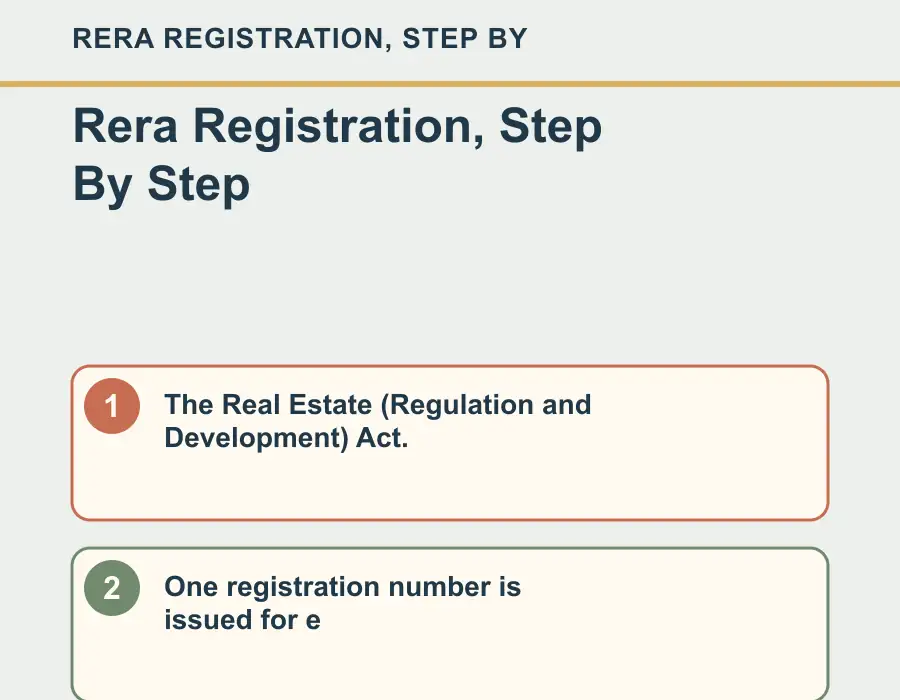 RERA REGISTRATION, STEP BY
Rera Registration, Step
By Step
1
The Real Estate (Regulation and
Development) Act.
2
One registration number is
issued for e